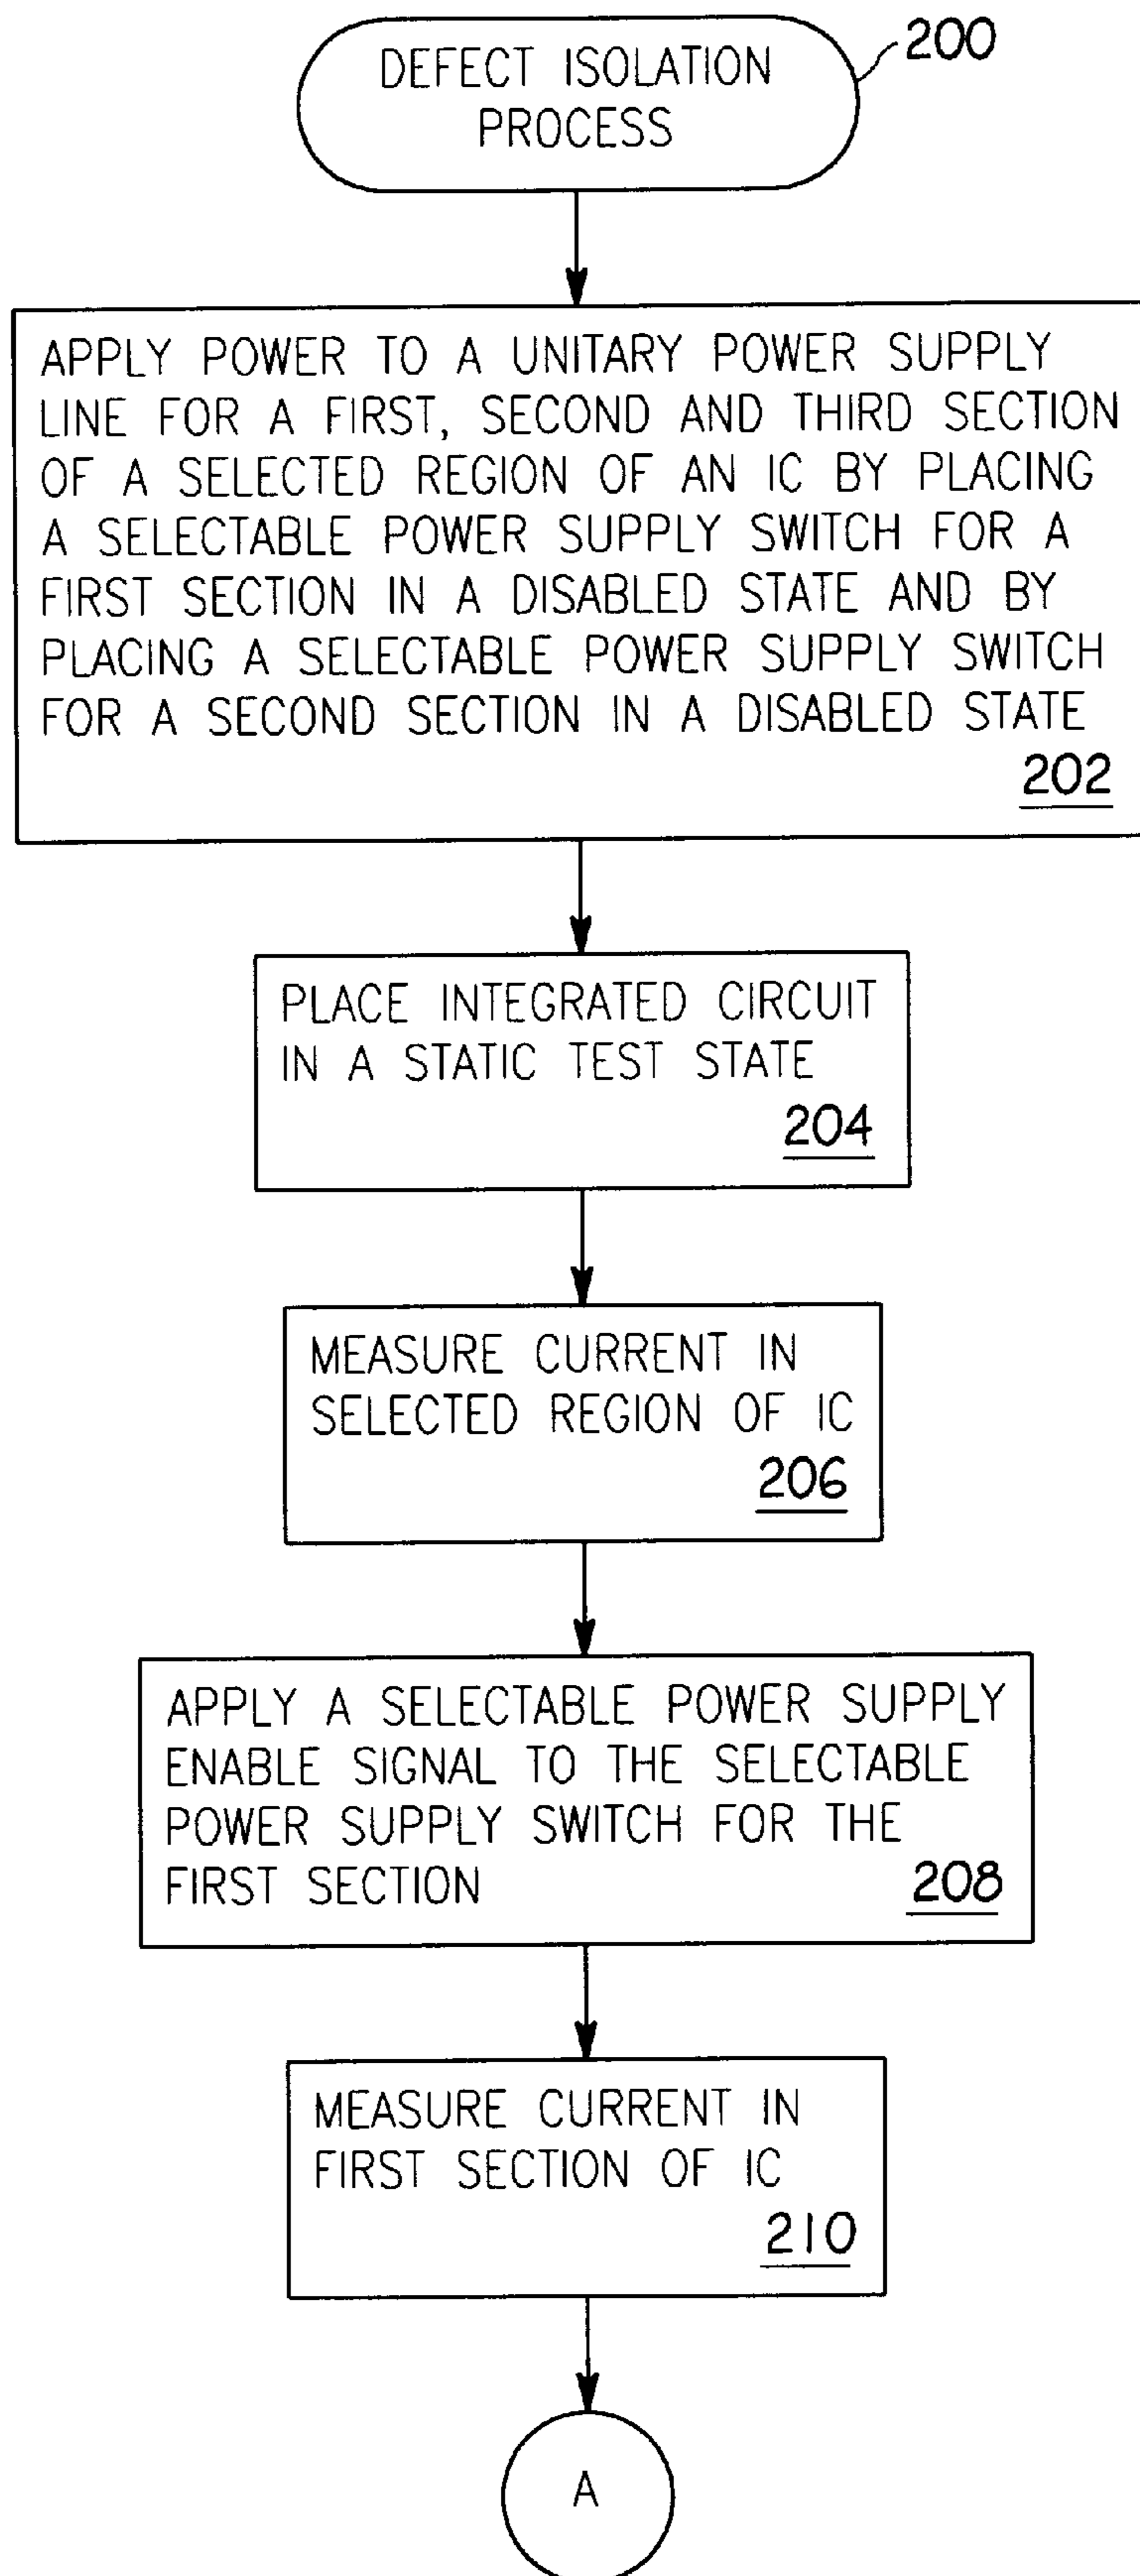 DEFECT ISOLATION
PROCESS
200
APPLY POWER TO A UNITARY POWER SUPPLY
LINE FOR A FIRST, SECOND AND THIRD SECTION
OF A SELECTED REGION OF AN IC BY PLACING
A SELECTABLE POWER SUPPLY SWITCH FOR A
FIRST SECTION IN A DISABLED STATE AND BY
PLACING A SELECTABLE POWER SUPPLY SWITCH
FOR A SECOND SECTION IN A DISABLED STATE
202
PLACE INTEGRATED CIRCUIT
IN A STATIC TEST STATE
204
MEASURE CURRENT IN
SELECTED REGION OF IC
206
APPLY A SELECTABLE POWER SUPPLY
ENABLE SIGNAL TO THE SELECTABLE
POWER SUPPLY SWITCH FOR THE
FIRST SECTION
208
MEASURE CURRENT IN
FIRST SECTION OF IC
210
A